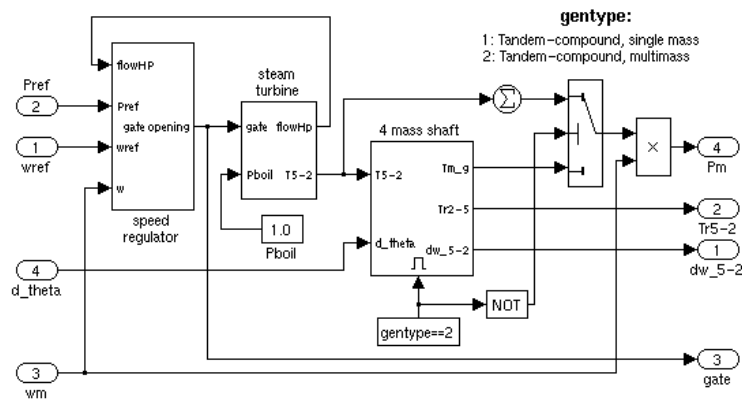 gentype:
1: Tandem-compound, single mass
2: Tandem-compound, multimass
flowHP
Pref
2
Pref
gate opening
1
wref
wref
w
speed
regulator
steam
turbine
gate
flowHp
Pboil
T5-2
1.0
Pboil
4 mass shaft
T5-2
Tm_g
Tr2-5
d_theta
dw_5-2
gentype==2
NOT
Σ
×
4
Pm
2
Tr5-2
1
dw_5-2
4
d_theta
3
wm
3
gate